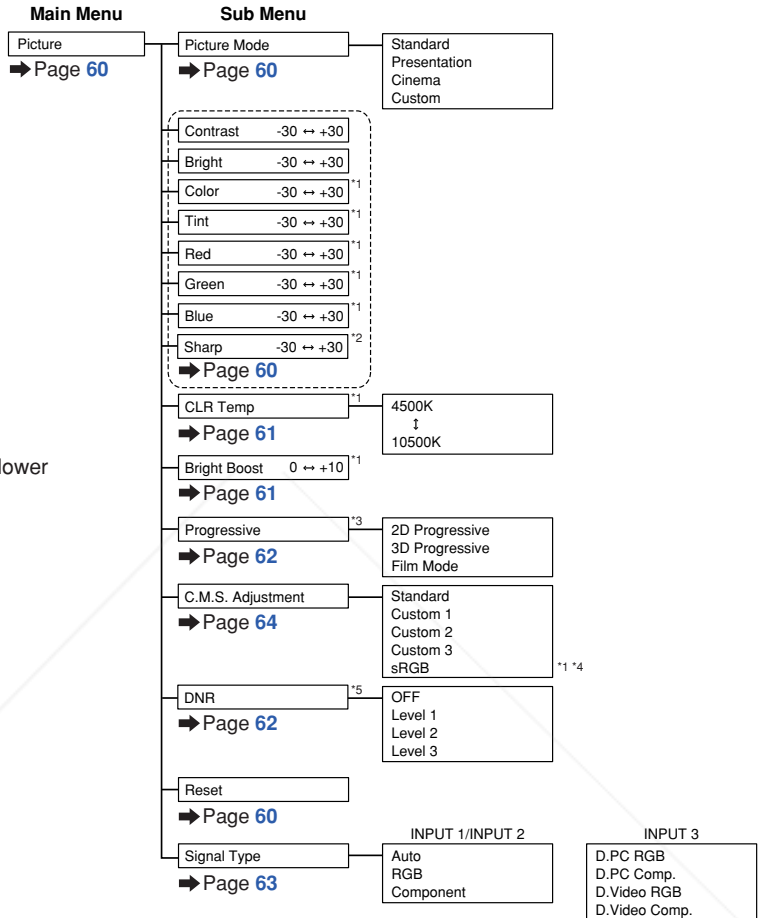 Main Menu Sub Menu
Picture
➡ Page 60
Picture Mode
➡ Page 60
Standard
Presentation
Cinema
Custom
Contrast -30 ↔ +30
Bright -30 ↔ +30
Color -30 ↔ +30 *1
Tint -30 ↔ +30 *1
Red -30 ↔ +30 *1
Green -30 ↔ +30 *1
Blue -30 ↔ +30 *1
Sharp -30 ↔ +30 *2
➡ Page 60
CLR Temp *1
➡ Page 61
4500K
↕
10500K
lower
Bright Boost 0 ↔ +10 *1
➡ Page 61
Progressive *3
➡ Page 62
2D Progressive
3D Progressive
Film Mode
C.M.S. Adjustment
➡ Page 64
Standard
Custom 1
Custom 2
Custom 3
sRGB *1 *4
DNR *5
➡ Page 62
OFF
Level 1
Level 2
Level 3
Reset
➡ Page 60
Signal Type
➡ Page 63
INPUT 1/INPUT 2
Auto
RGB
Component
INPUT 3
D.PC RGB
D.PC Comp.
D.Video RGB
D.Video Comp.